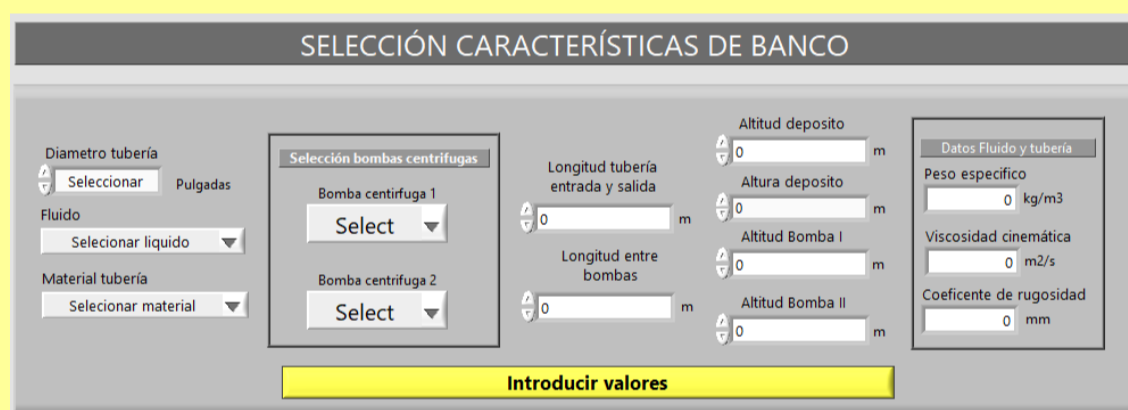 SELECCIÓN CARACTERÍSTICAS DE BANCO
Diametro tubería
Seleccionar
Pulgadas
Fluido
Selecionar liquido
Material tubería
Selecionar material
Selección bombas centrifugas
Bomba centirfuga 1
Select
Bomba centrifuga 2
Select
Longitud tubería
entrada y salida
0 m
Longitud entre
bombas
0 m
Altitud deposito
0 m
Altura deposito
0 m
Altitud Bomba I
0 m
Altitud Bomba II
0 m
Datos Fluido y tubería
Peso específico
0 kg/m3
Viscosidad cinemática
0 m2/s
Coeficente de rugosidad
0 mm
Introducir valores